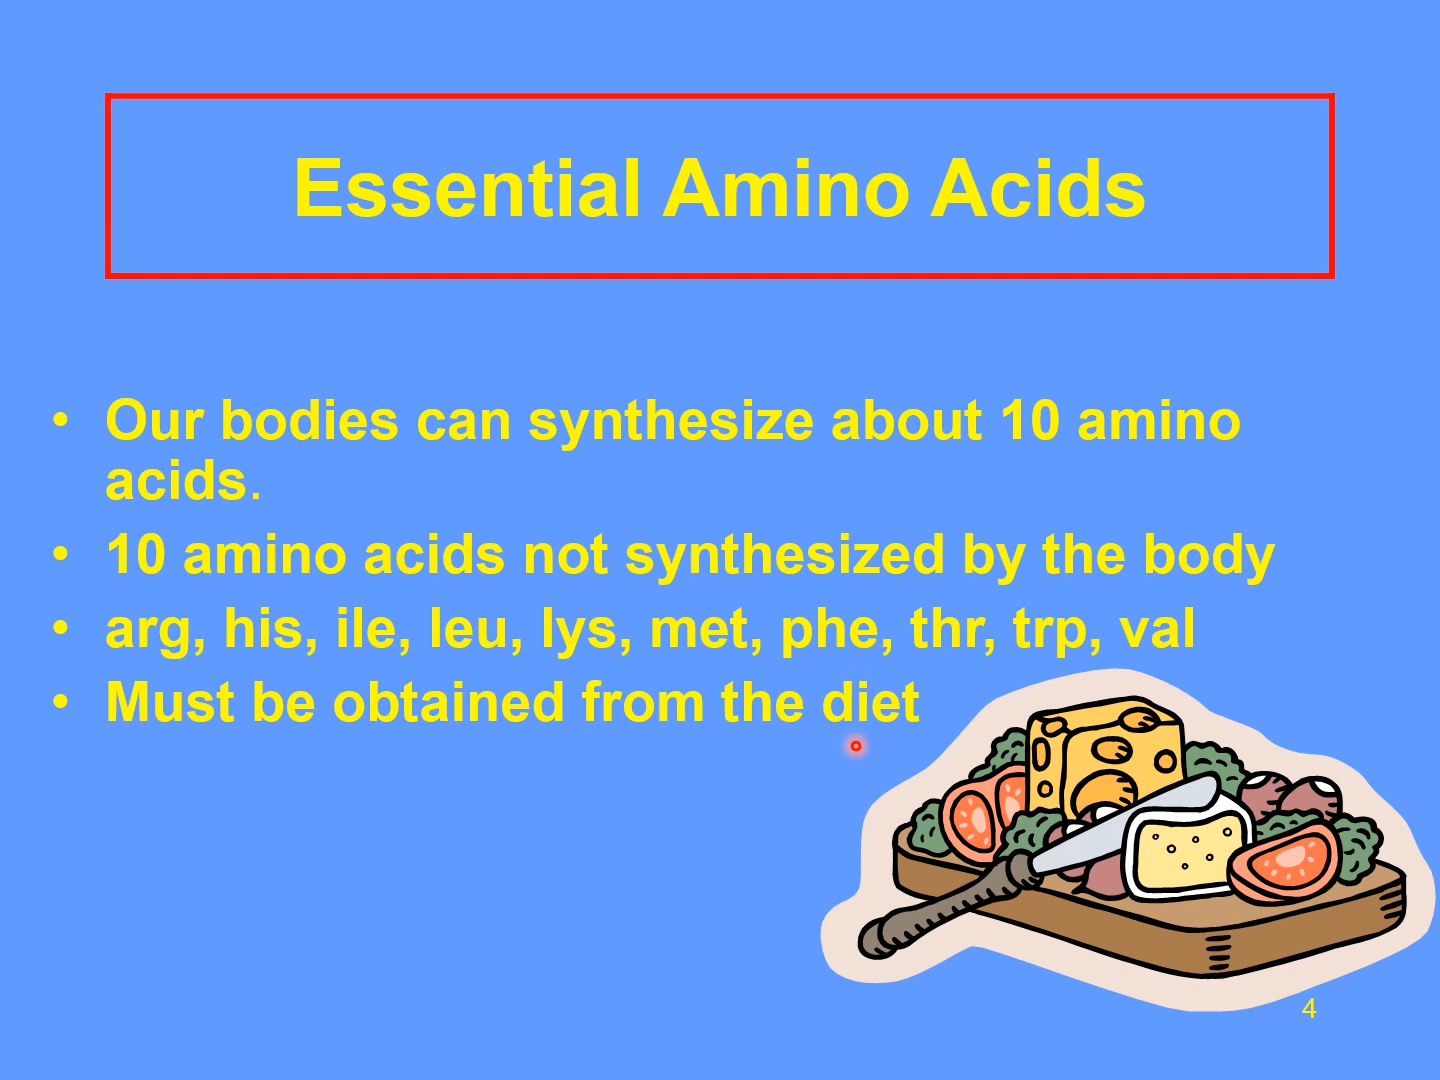 Essential Amino Acids
• Our bodies can synthesize about 10 amino
acids.
• 10 amino acids not synthesized by the body
• arg, his, ile, leu, lys, met, phe, thr, trp, val
• Must be obtained from the diet
4